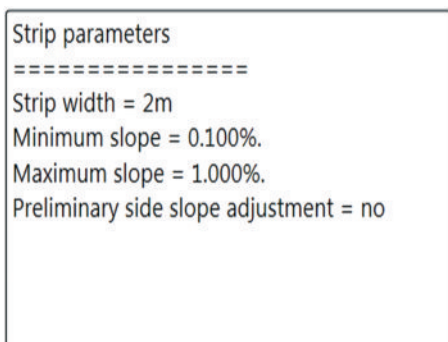 Strip parameters
================
Strip width = 2m
Minimum slope = 0.100%.
Maximum slope = 1.000%.
Preliminary side slope adjustment = no